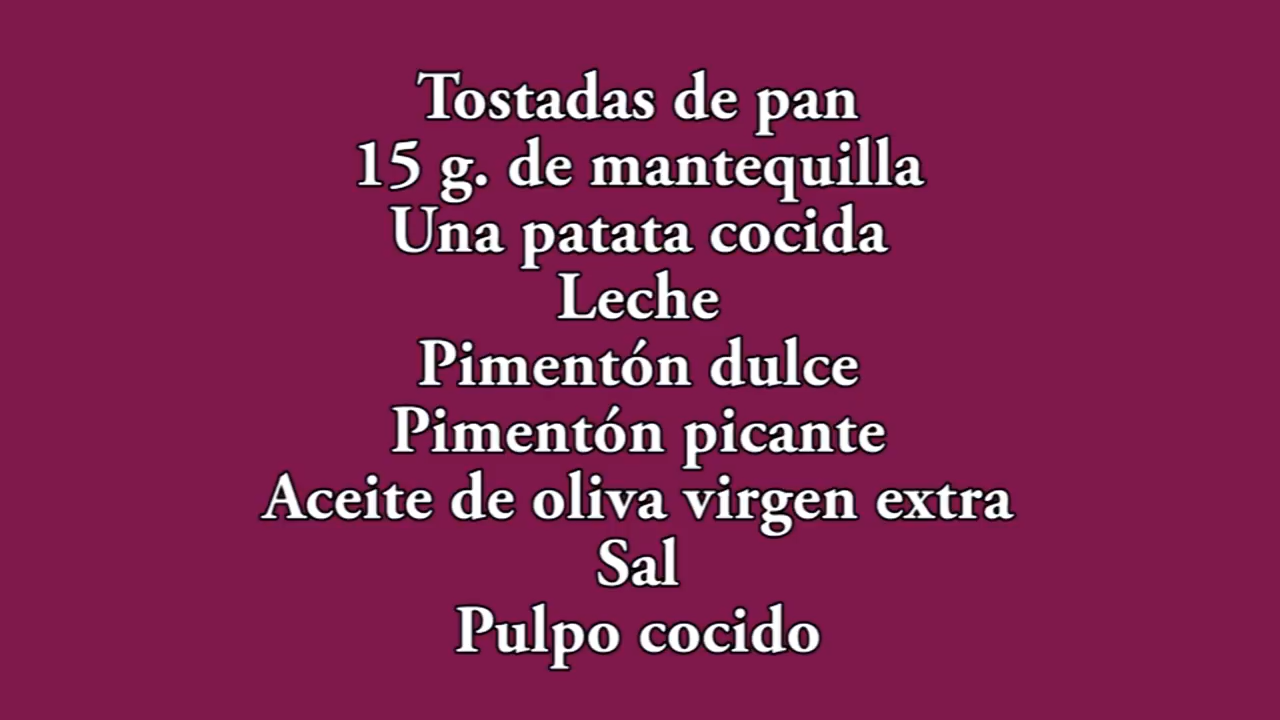 Tostadas de pan
15 g. de mantequilla
Una patata cocida
Leche
Pimentón dulce
Pimentón picante
Aceite de oliva virgen extra
Sal
Pulpo cocido